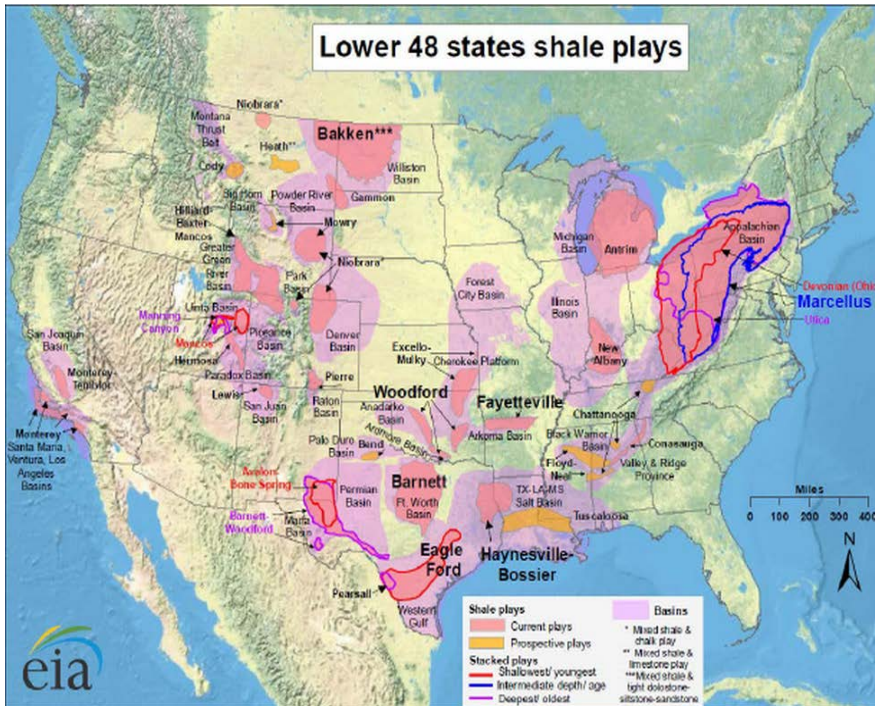 Lower 48 states shale plays
Niobrara*
Montana
Thrust
Belt
Bakken***
Heath**
Cody
Williston
Basin
Big Horn
Basin
Powder River
Basin
Gammon
Hilliard-
Baxter-
Mancos
Mowry
Greater
Green
River
Basin
Park
Basin
Niobrara*
Michigan
Basin
Antrim
Appalachian
Basin
Devonian (Ohio
Marcellus
Utica
Forest
City Basin
Illinois
Basin
Uinta Basin
Manning
Canyon
Mancos
Piceance
Basin
Denver
Basin
San Joaquin
Basin
Hermosa
Excello-
Mulky
Cherokee Platform
New
Albany
Monterey-
Temblor
Paradox Basin
Pierre
Lewis
San Juan
Basin
Raton
Basin
Woodford
Anadarko
Basin
Fayetteville
Chattanooga
Monterey
Santa Maria,
Ventura, Los
Angeles
Basins
Palo Duro
Basin
Bend
Ardmore Basin
Arkoma Basin
Black Warrior
Basin
Conasauga
Floyd-
Neal
Valley & Ridge
Province
Avalon-
Bone Spring
Permian
Basin
Barnett
Ft. Worth
Basin
TX-LA-MS
Salt Basin
Tuscaloosa
Barnett-
Woodford
Marfa
Basin
Eagle
Ford
Haynesville-
Bossier
Pearsall
Western
Gulf
Miles
0 100 200 300 400
N
Shale plays
Current plays
Prospective plays
Stacked plays
Shallowest/ youngest
Intermediate depth/ age
Deepest/ oldest
Basins
* Mixed shale &
chalk play
** Mixed shale &
limestone play
***Mixed shale &
tight dolostone-
siltstone-sandstone
eia